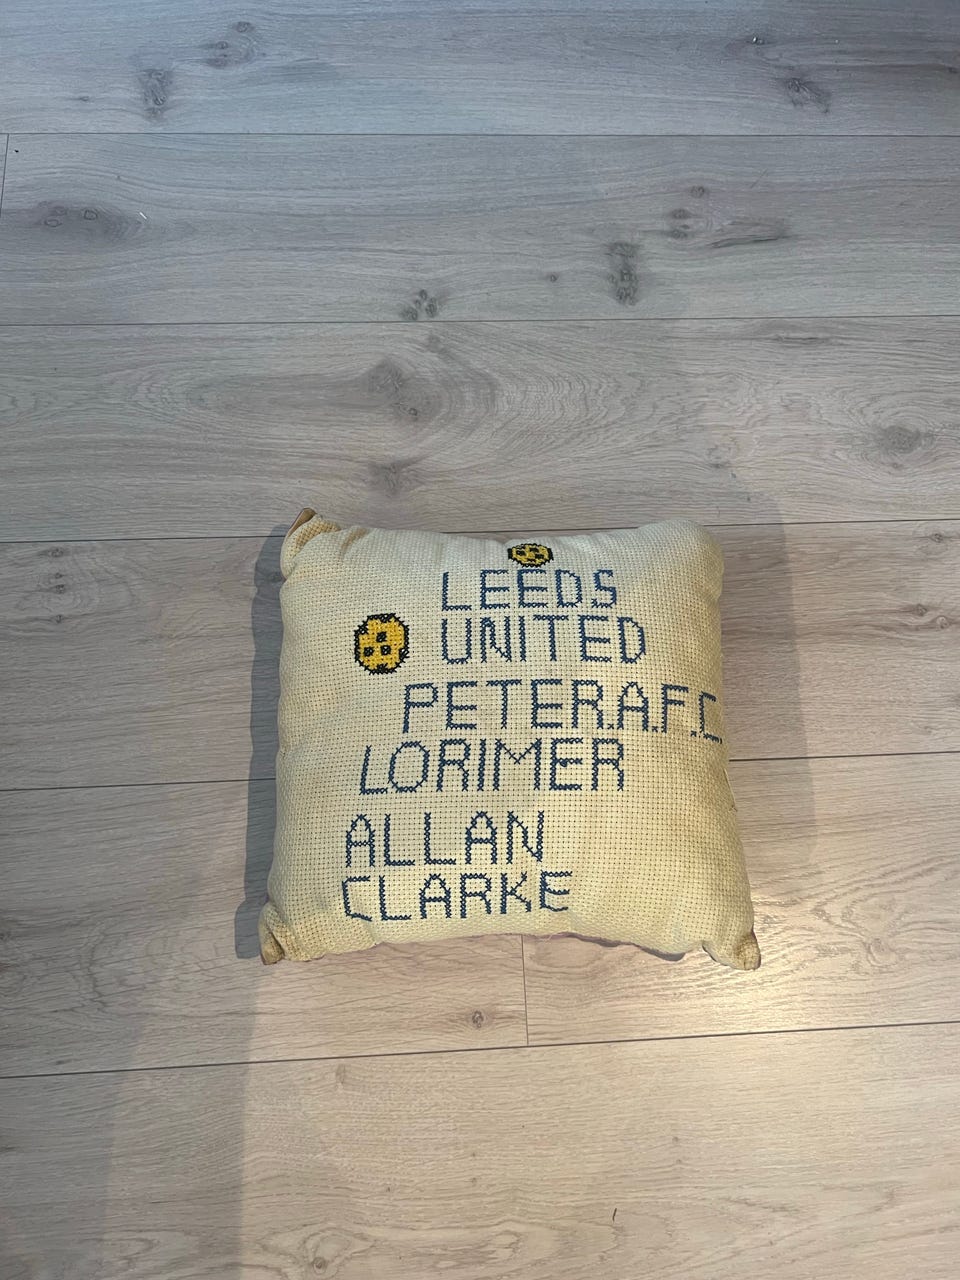 LEEDS
UNITED
PETER.A.F.C.
LORIMER
ALLAN
CLARKE